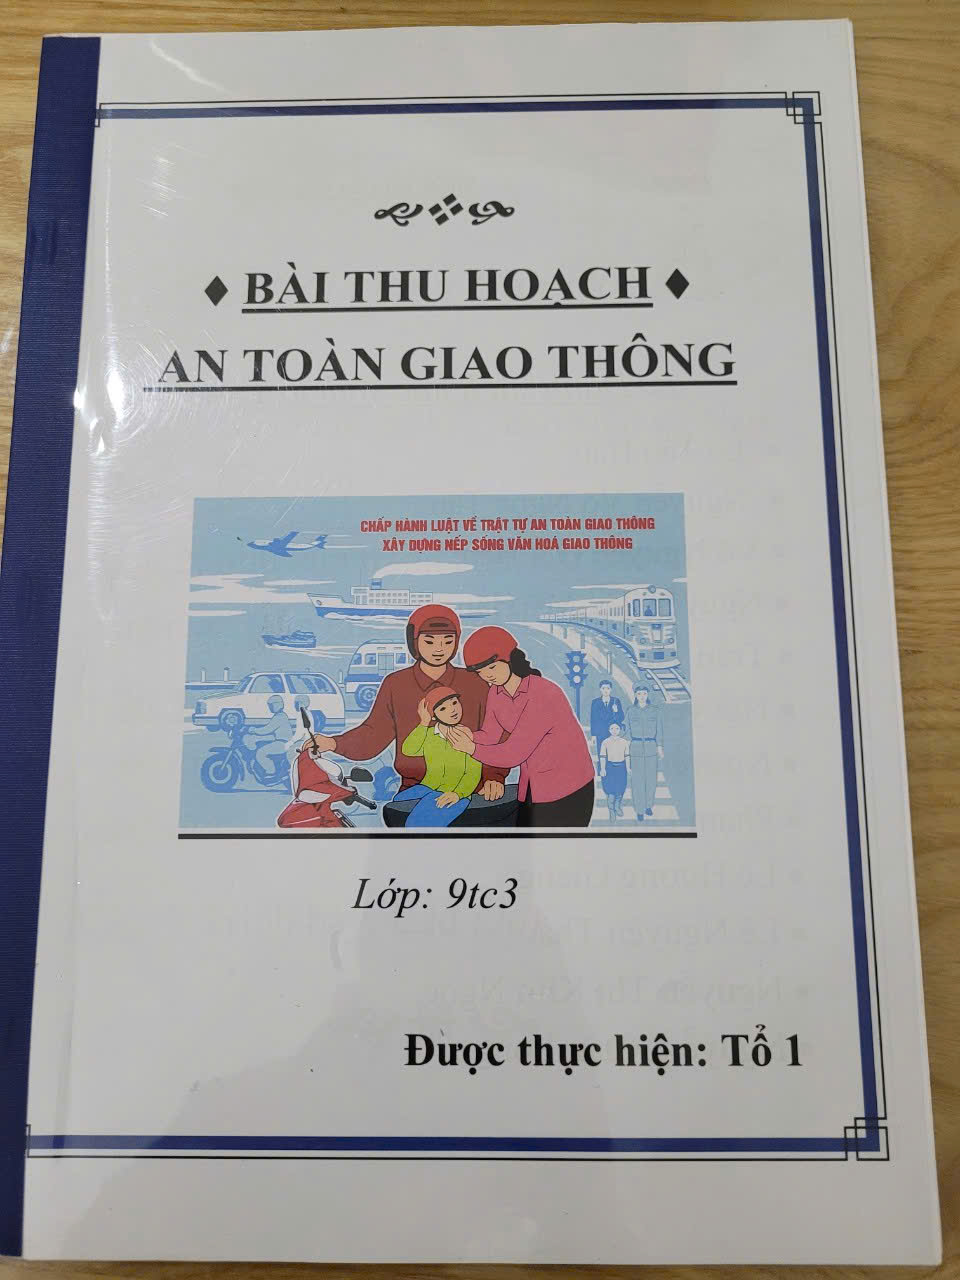 BÀI THU HOẠCH
AN TOÀN GIAO THÔNG
CHẤP HÀNH LUẬT VỀ TRẬT TỰ AN TOÀN GIAO THÔNG
XÂY DỰNG NẾP SỐNG VĂN HOÁ GIAO THÔNG
Lớp: 9tc3
Được thực hiện: Tổ 1